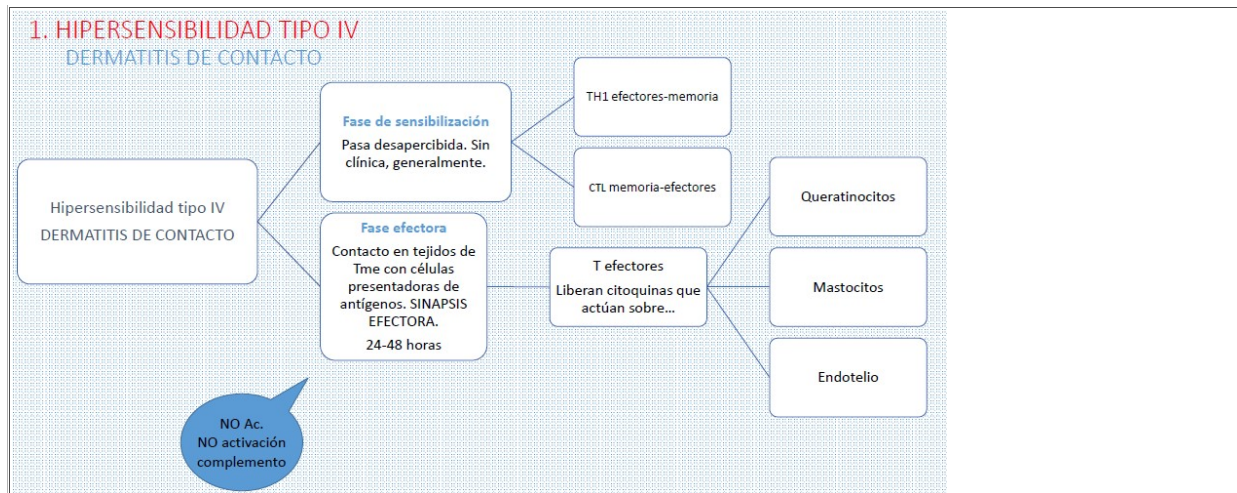 1. HIPERSENSIBILIDAD TIPO IV
DERMATITIS DE CONTACTO
Hipersensibilidad tipo IV
DERMATITIS DE CONTACTO
Fase de sensibilización
Pasa desapercibida. Sin
clínica, generalmente.
TH1 efectores-memoria
CTL memoria-efectores
Fase efectora
Contacto en tejidos de
Tme con células
presentadoras de
antígenos. SINAPSIS
EFECTORA.
24-48 horas
T efectores
Liberan citoquinas que
actúan sobre...
Queratinocitos
Mastocitos
Endotelio
NO Ac.
NO activación
complemento